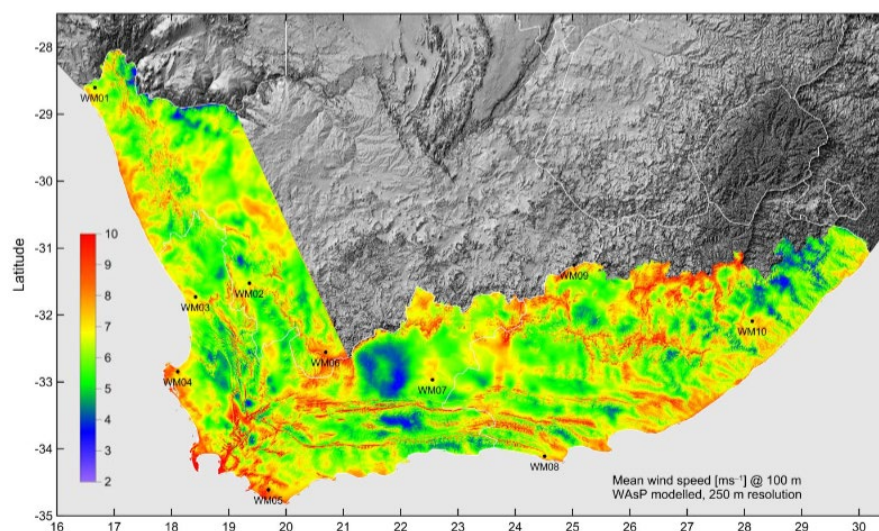 -28
-29
-30
-31
-32
-33
-34
-35
Latitude
10
9
8
7
6
5
4
3
2
WM01
WM02
WM03
WM04
WM05
WM06
WM07
WM08
WM09
WM10
Mean wind speed [ms⁻¹] @ 100 m
WAsP modelled, 250 m resolution
16 17 18 19 20 21 22 23 24 25 26 27 28 29 30